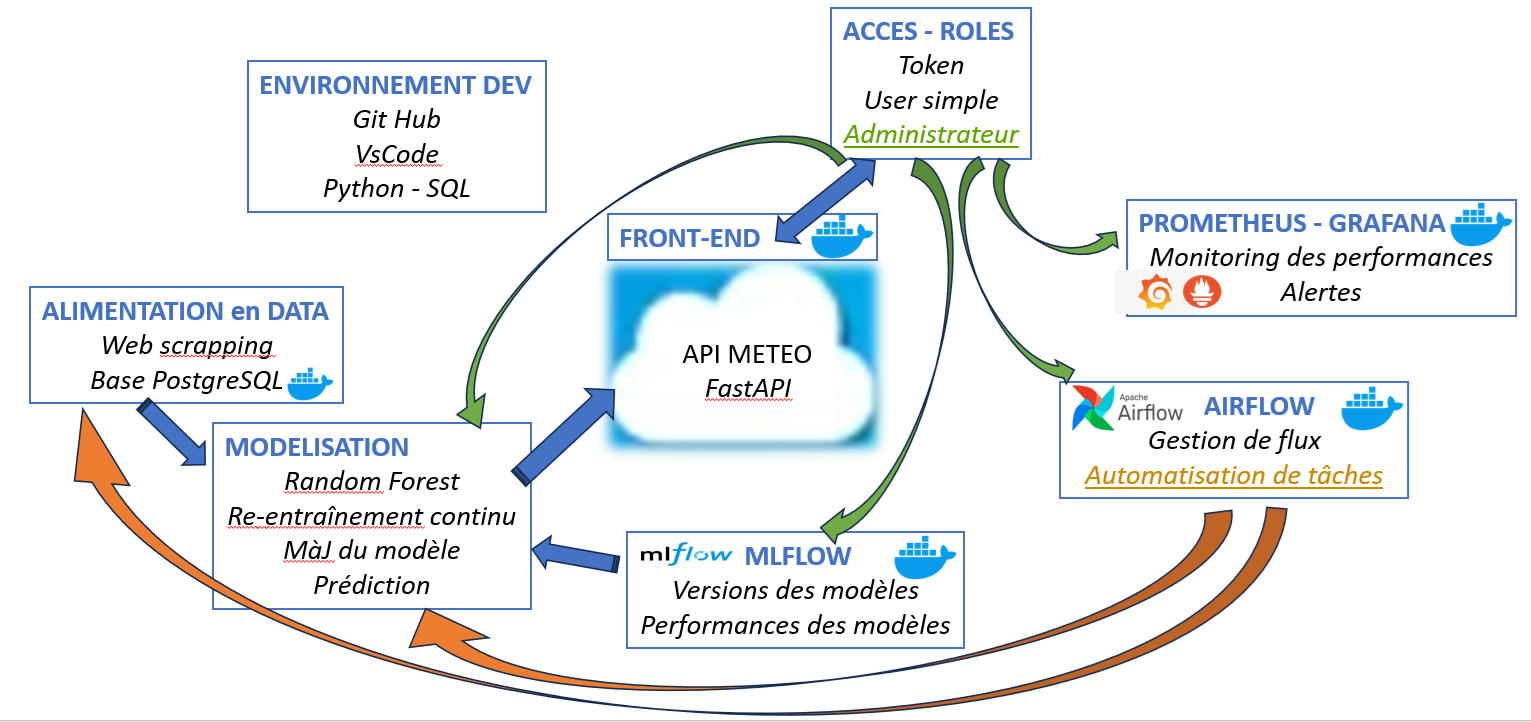 ACCES - ROLES
Token
User simple
Administrateur
ENVIRONNEMENT DEV
Git Hub
VsCode
Python - SQL
FRONT-END
PROMETHEUS - GRAFANA
Monitoring des performances
Alertes
ALIMENTATION en DATA
Web scrapping
Base PostgreSQL
API METEO
FastAPI
Apache
Airflow
AIRFLOW
Gestion de flux
Automatisation de tâches
MODELISATION
Random Forest
Re-entraînement continu
MàJ du modèle
Prédiction
mlflow MLFLOW
Versions des modèles
Performances des modèles